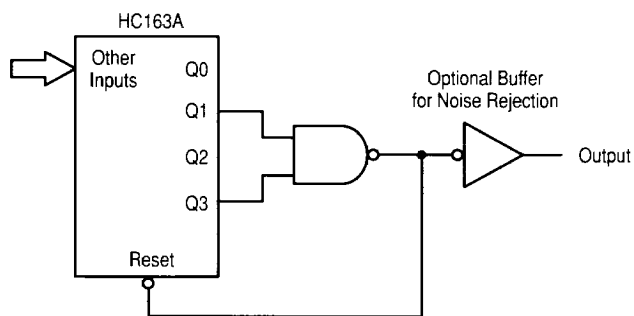 HC163A
Other
Inputs
Q0
Q1
Q2
Q3
Reset
Optional Buffer
for Noise Rejection
Output